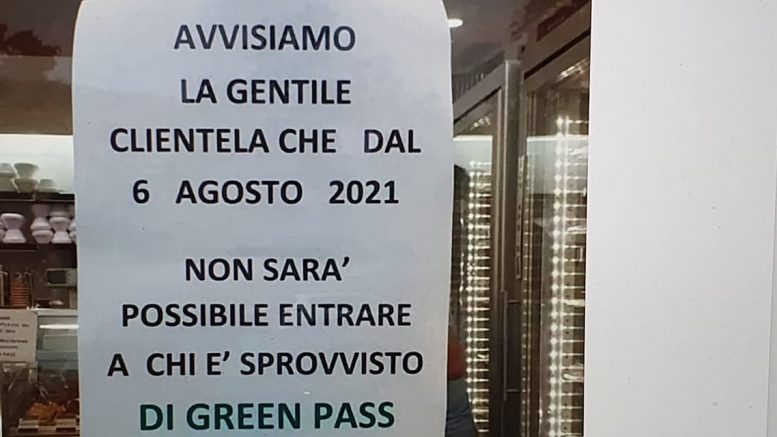 AVVISIAMO
LA GENTILE
CLIENTELA CHE DAL
6 AGOSTO 2021
NON SARA'
POSSIBILE ENTRARE
A CHI E' SPROVVISTO
DI GREEN PASS